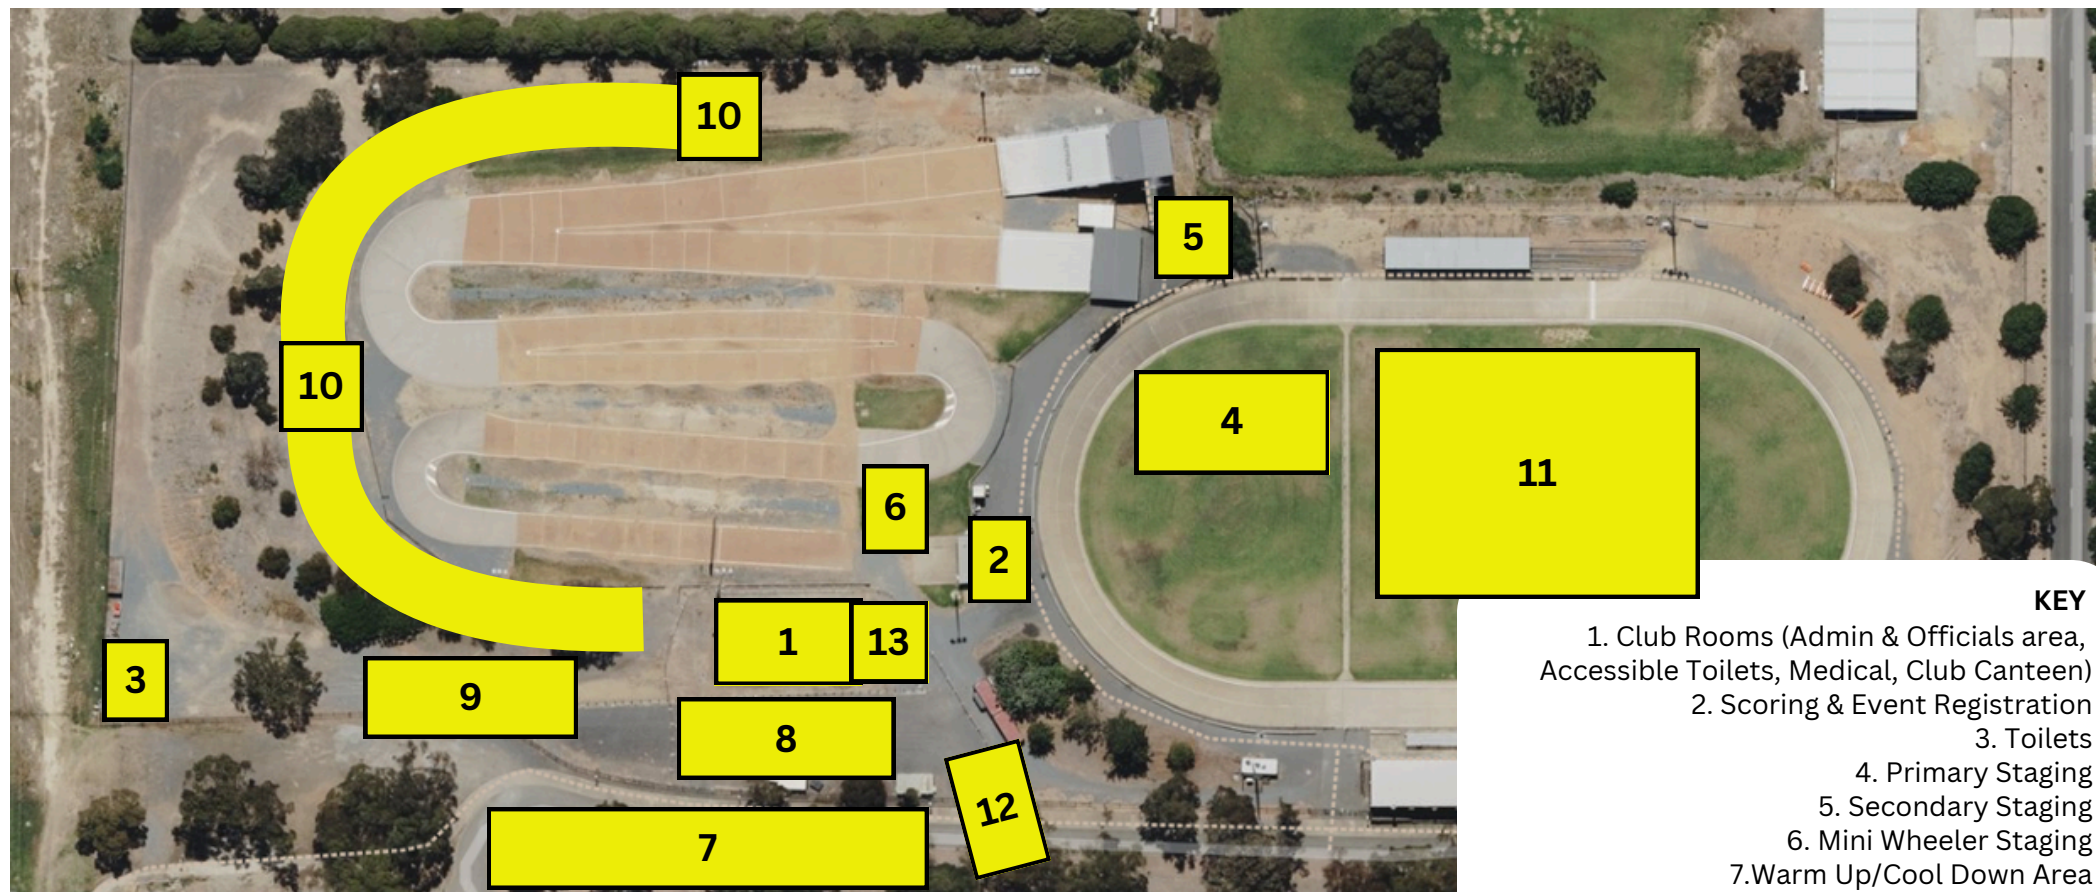 10
5
10
4
11
6
2
1
13
3
9
8
12
7
KEY
1. Club Rooms (Admin & Officials area,
Accessible Toilets, Medical, Club Canteen)
2. Scoring & Event Registration
3. Toilets
4. Primary Staging
5. Secondary Staging
6. Mini Wheeler Staging
7.Warm Up/Cool Down Area